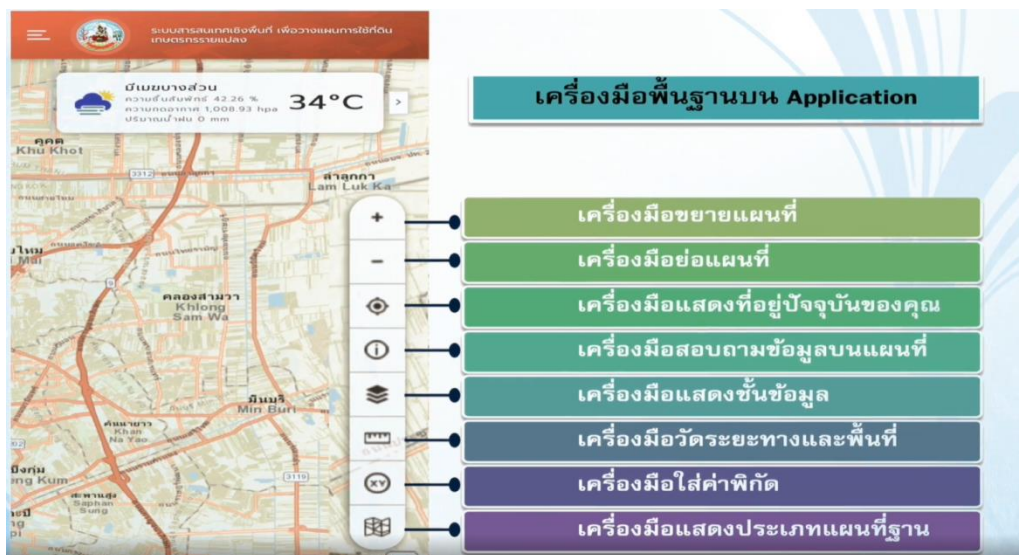 ระบบสารสนเทศเชิงพื้นที่ เพื่อวางแผนการใช้ที่ดิน
เกษตรกรรายแปลง
มีเมฆบางส่วน
ความชื้นสัมพัทธ์ 42.26 %
ความกดอากาศ 1,008.93 hpa
ปริมาณน้ำฝน 0 mm
34°C
เครื่องมือพื้นฐานบน Application
คูคต
Khu Khot
3312
ลำลูกกา
Lam Luk Ka
เครื่องมือขยายแผนที่
เครื่องมือย่อแผนที่
9
คลองสามวา
Khlong
Sam Wa
เครื่องมือแสดงที่อยู่ปัจจุบันของคุณ
เครื่องมือสอบถามข้อมูลบนแผนที่
มีนบุรี
Min Buri
เครื่องมือแสดงชั้นข้อมูล
คันนายาว
Khan
Na Yao
เครื่องมือวัดระยะทางและพื้นที่
3119
XY
เครื่องมือใส่ค่าพิกัด
สะพานสูง
Saphan
Sung
เครื่องมือแสดงประเภทแผนที่ฐาน